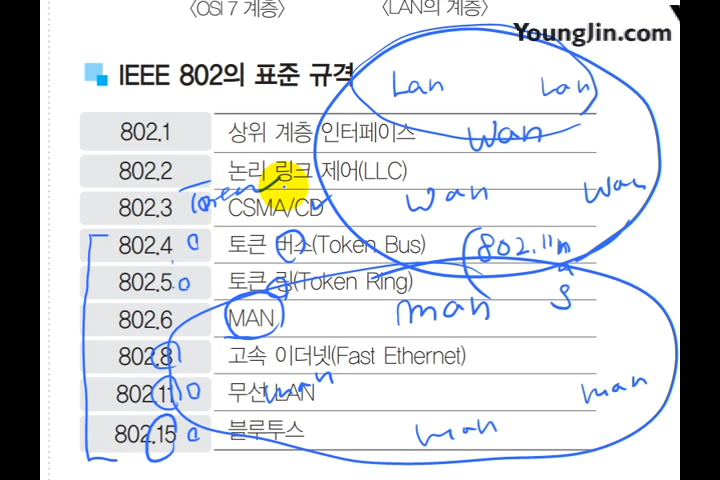 〈OSI 7 계층〉 〈LAN의 계층〉
YoungJin.com
IEEE 802의 표준 규격
Lan Lan
802.1 상위 계층 인터페이스 Wan
802.2 논리 링크 제어(LLC)
Wan Wan
Token
802.3 CSMA/CD
802.4 토큰 버스(Token Bus) 802.11n
a
g
802.5 토큰 링(Token Ring)
802.6 MAN man
802.8 고속 이더넷(Fast Ethernet)
802.11 무선 LAN man man
802.15 블루투스 man